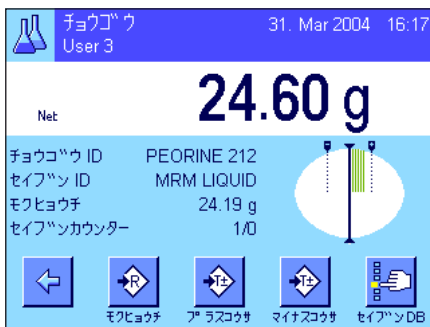 チョウゴウ 31. Mar 2004 16:17
User 3
Net 24.60 g
チョウゴウ ID PEORINE 212
セイブン ID MRM LIQUID
モクヒョウチ 24.19 g
セイブンカウンター 1/0
R T± T± 
モクヒョウチ プラスコウサ マイナスコウサ セイブンDB